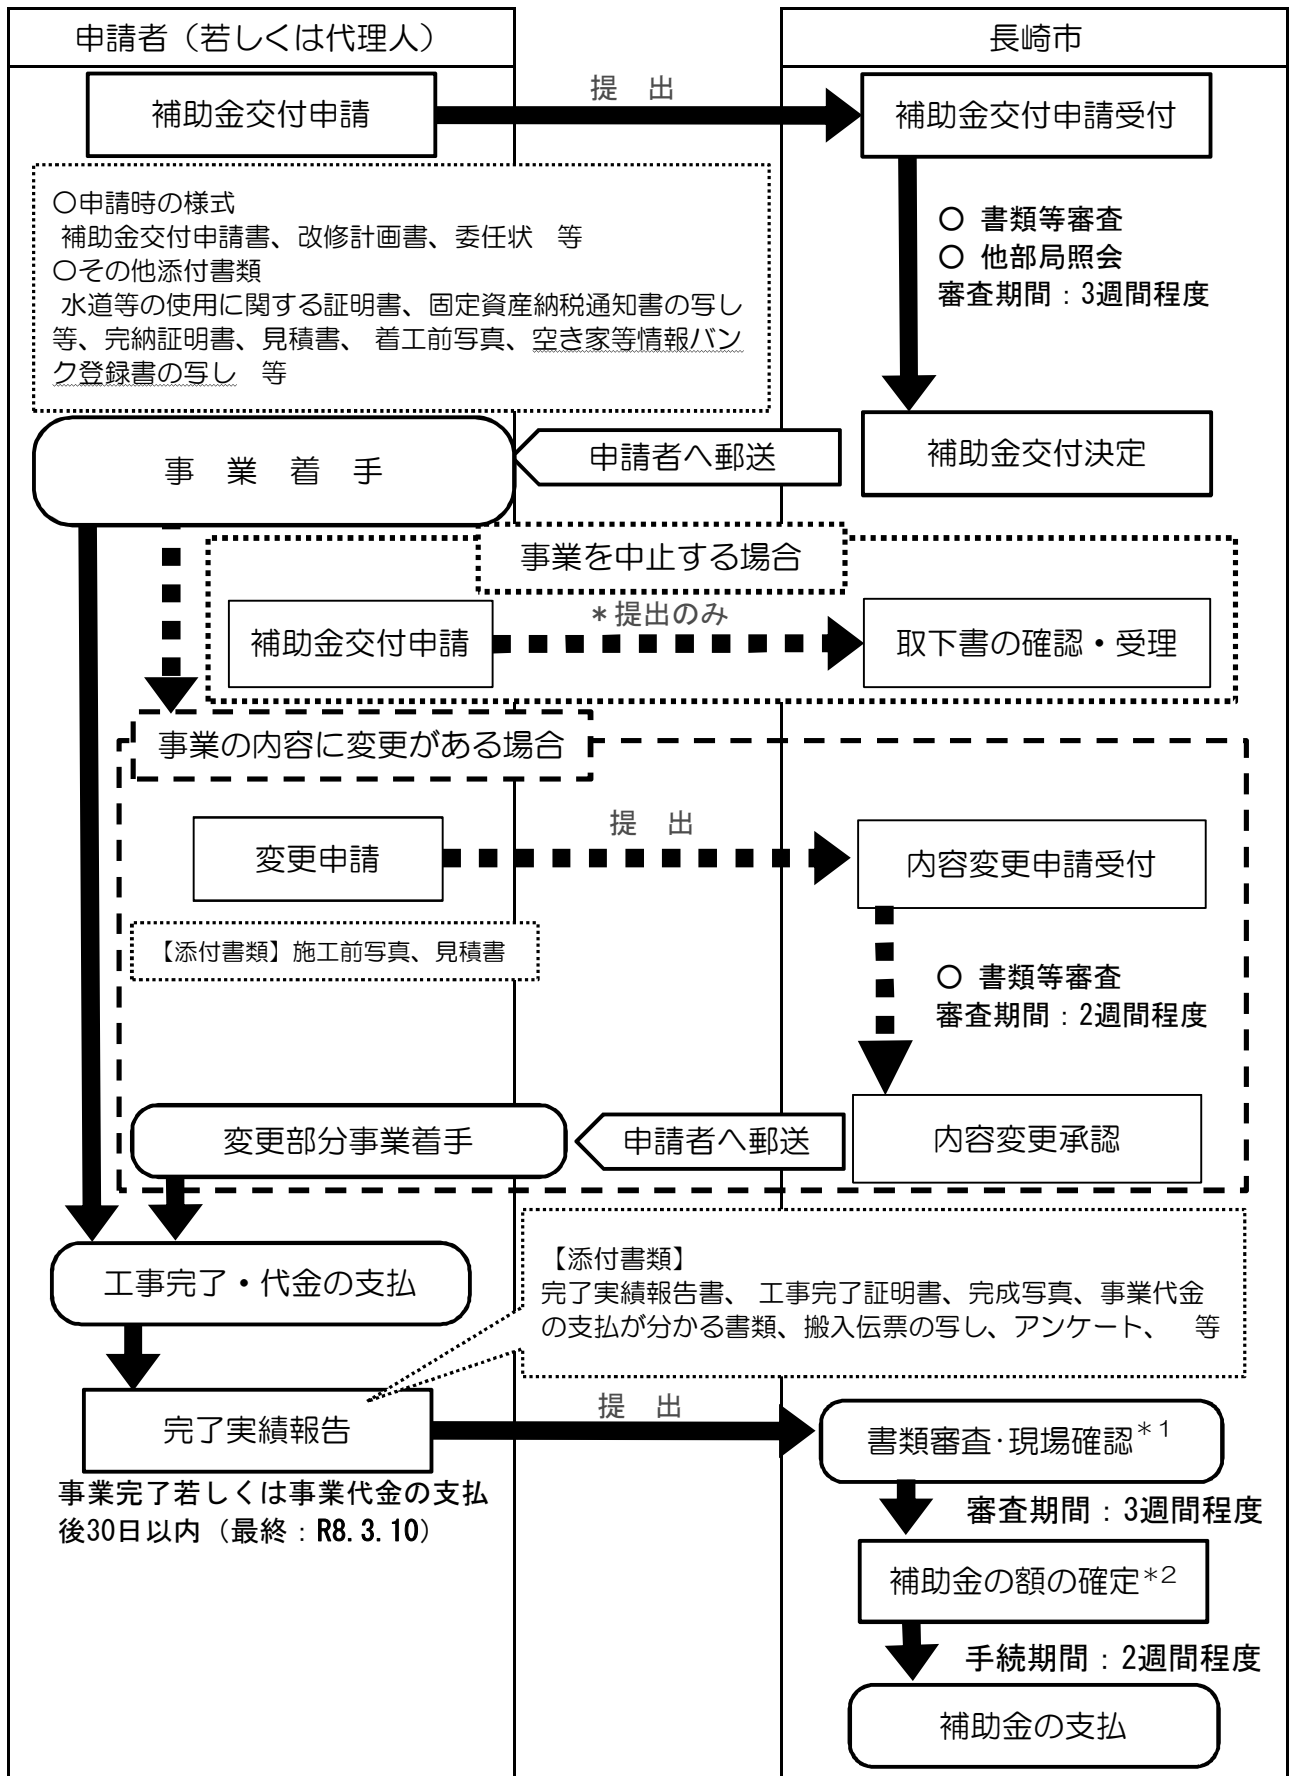 申請者（若しくは代理人）
長崎市
補助金交付申請
提　出
補助金交付申請受付
〇申請時の様式
補助金交付申請書、改修計画書、委任状　等
〇その他添付書類
水道等の使用に関する証明書、固定資産納税通知書の写し
等、完納証明書、見積書、 着工前写真、空き家等情報バン
ク登録書の写し　等
〇 書類等審査
〇 他部局照会
審査期間：3週間程度
事　業　着　手
申請者へ郵送
補助金交付決定
事業を中止する場合
補助金交付申請
＊提出のみ
取下書の確認・受理
事業の内容に変更がある場合
変更申請
提　出
内容変更申請受付
【添付書類】施工前写真、見積書
〇 書類等審査
審査期間：2週間程度
変更部分事業着手
申請者へ郵送
内容変更承認
工事完了・代金の支払
【添付書類】
完了実績報告書、 工事完了証明書、完成写真、事業代金
の支払が分かる書類、搬入伝票の写し、アンケート、　等
完了実績報告
提　出
書類審査･現場確認＊1
事業完了若しくは事業代金の支払
後30日以内（最終：R8.3.10）
審査期間：3週間程度
補助金の額の確定＊2
手続期間：2週間程度
補助金の支払